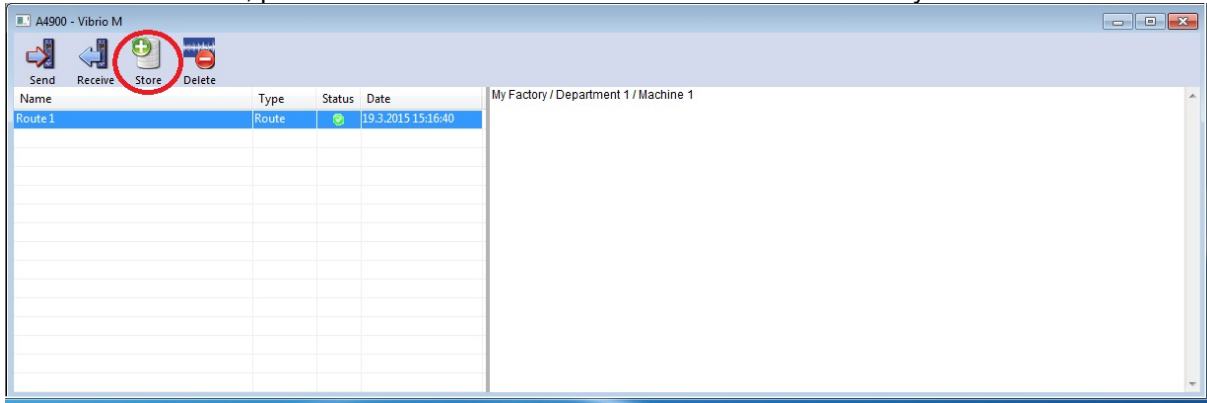 A4900 - Vibrio M
Send Receive Store Delete
Name Type Status Date
My Factory / Department 1 / Machine 1
Route 1 Route 19.3.2015 15:16:40